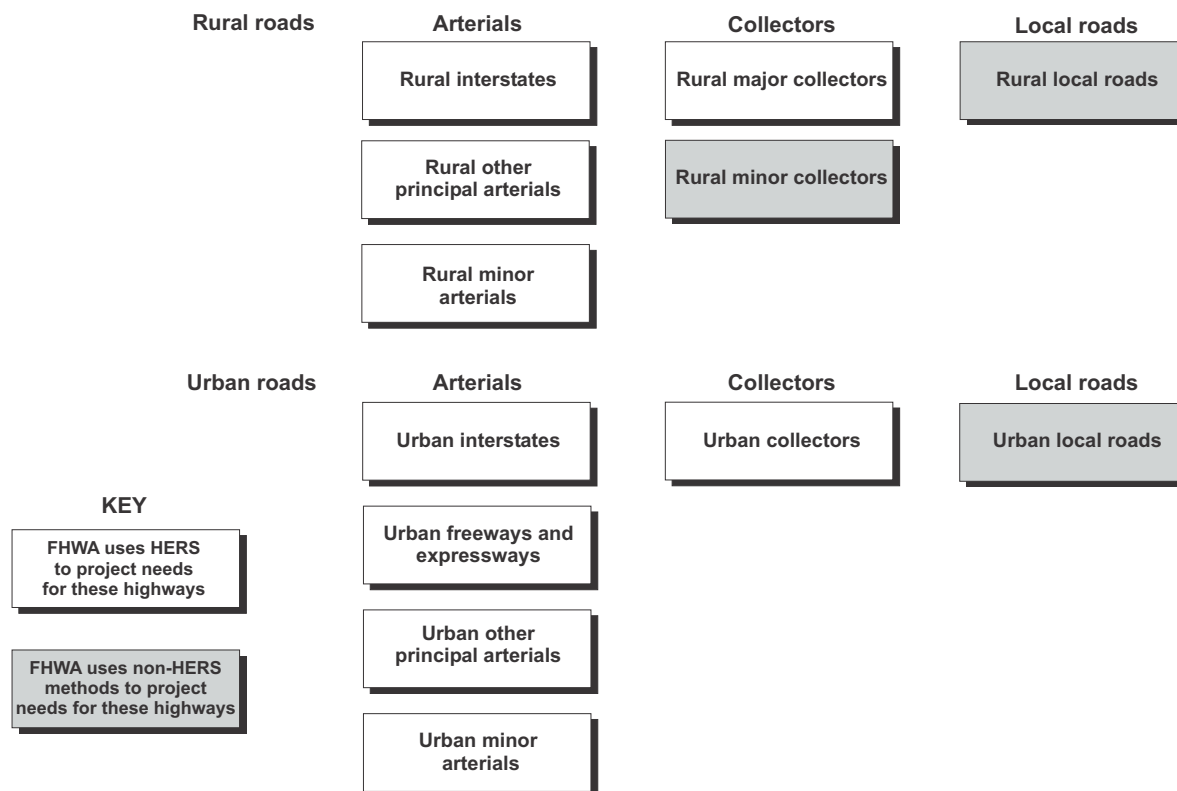 Rural roads
Arterials
Collectors
Local roads
Rural interstates
Rural major collectors
Rural local roads
Rural other
principal arterials
Rural minor collectors
Rural minor
arterials
Urban roads
Arterials
Collectors
Local roads
Urban interstates
Urban collectors
Urban local roads
KEY
FHWA uses HERS
to project needs
for these highways
Urban freeways and
expressways
FHWA uses non-HERS
methods to project
needs for these highways
Urban other
principal arterials
Urban minor
arterials